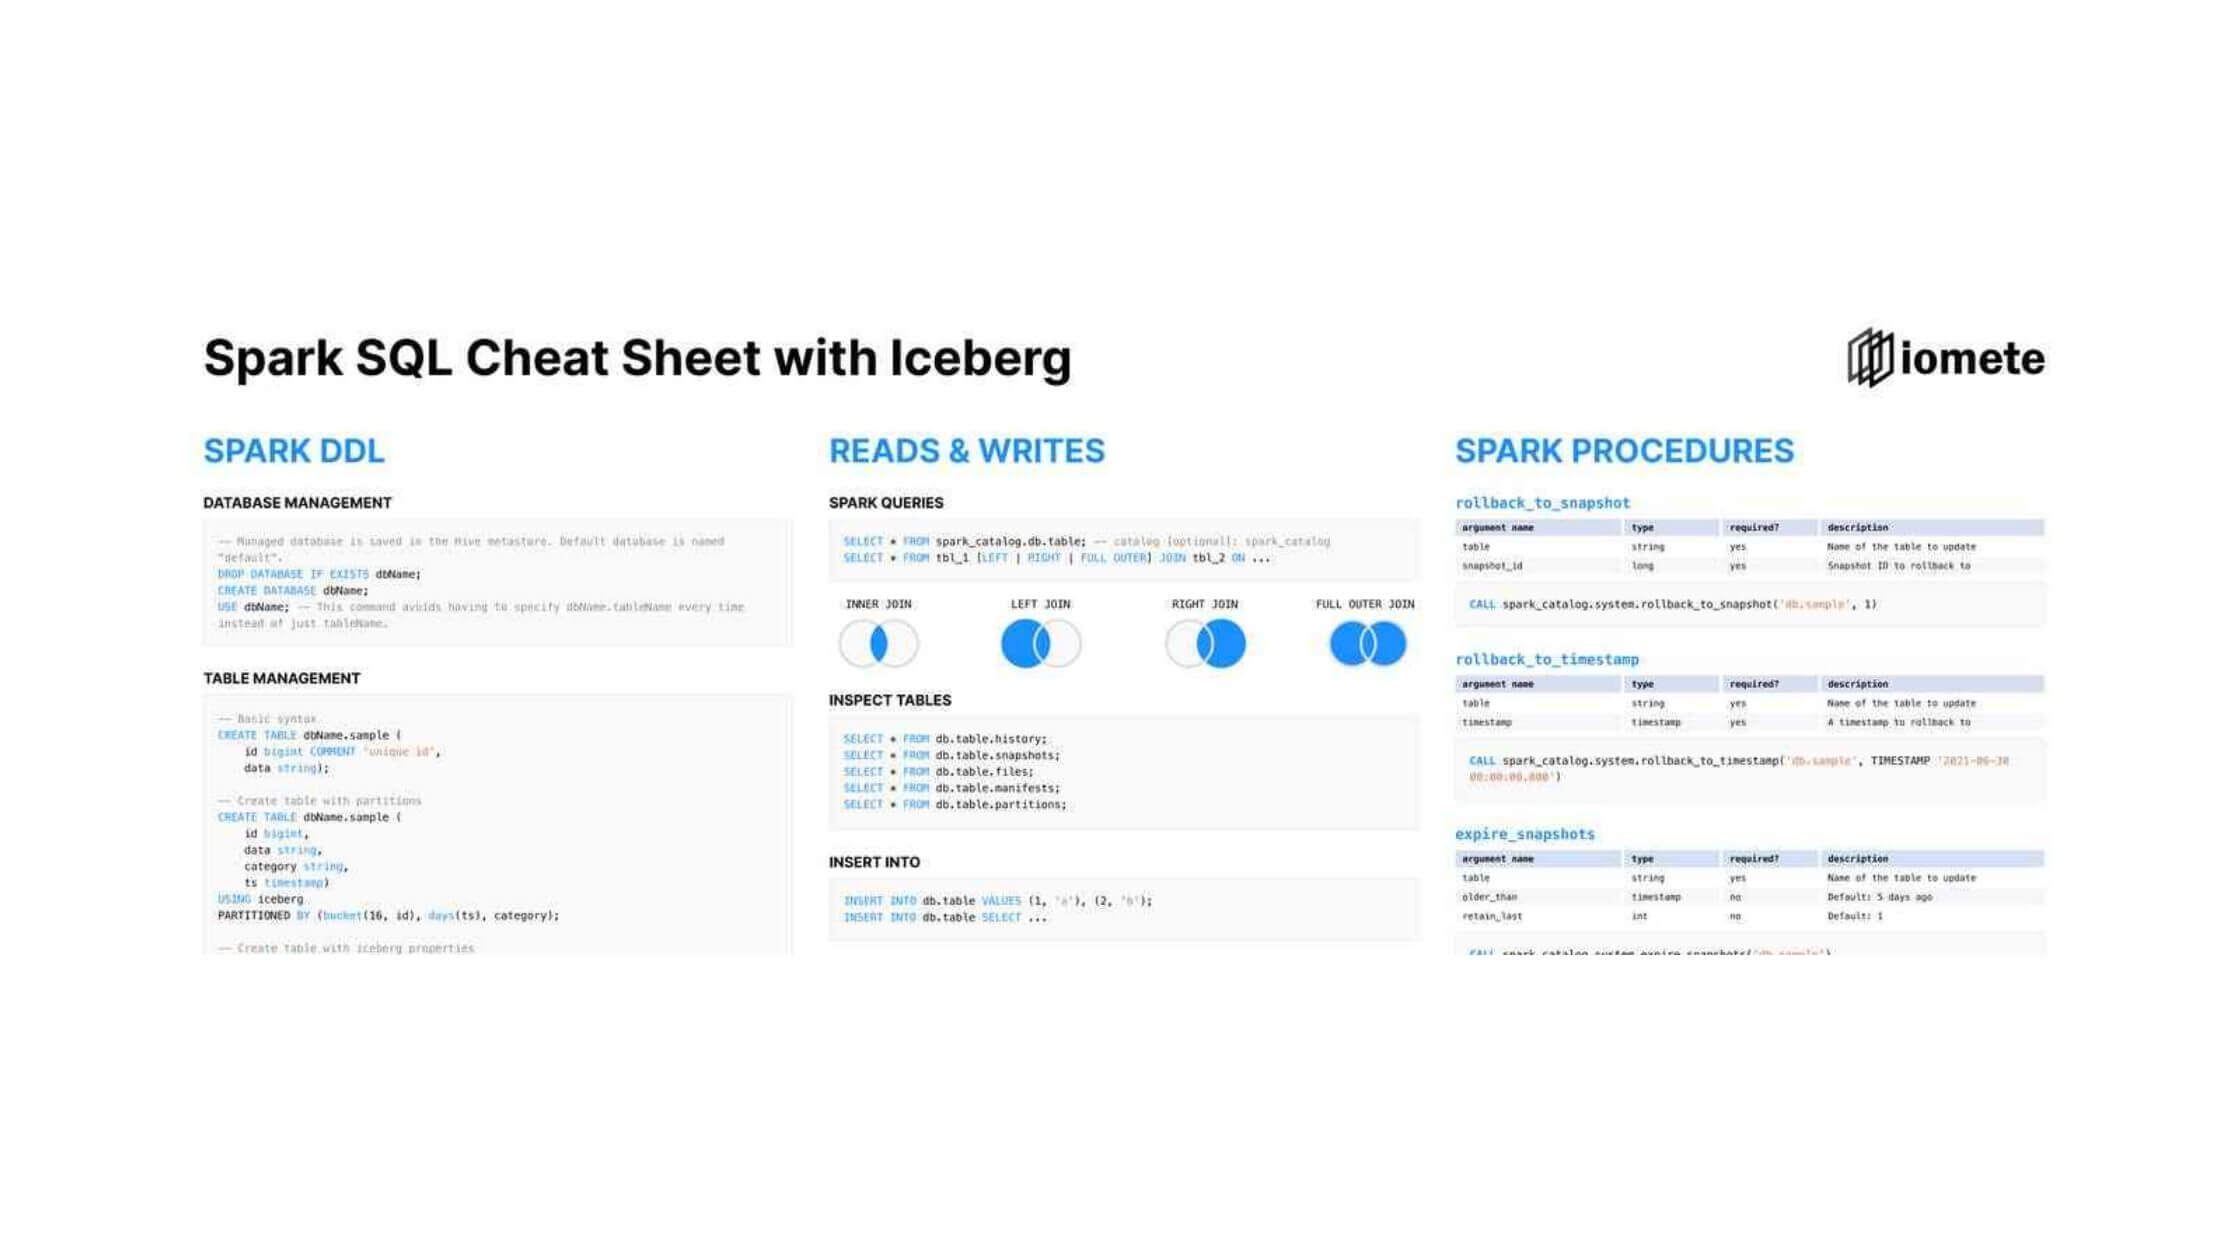 Spark SQL Cheat Sheet with Iceberg
iomete
SPARK DDL
DATABASE MANAGEMENT
-- Managed database is saved in the Hive metastore. Default database is named
"default".
DROP DATABASE IF EXISTS dbName;
CREATE DATABASE dbName;
USE dbName; -- This command avoids having to specify dbName.tableName every time
instead of just tableName.
TABLE MANAGEMENT
-- Basic syntax
CREATE TABLE dbName.sample (
id bigint COMMENT 'unique id',
data string);
-- Create table with partitions
CREATE TABLE dbName.sample (
id bigint,
data string,
category string,
ts timestamp)
USING iceberg
PARTITIONED BY (bucket(16, id), days(ts), category);
-- Create table with iceberg properties
READS & WRITES
SPARK QUERIES
SELECT * FROM spark_catalog.db.table; -- catalog [optional]: spark_catalog
SELECT * FROM tbl_1 [LEFT | RIGHT | FULL OUTER] JOIN tbl_2 ON ...
INNER JOIN LEFT JOIN RIGHT JOIN FULL OUTER JOIN
INSPECT TABLES
SELECT * FROM db.table.history;
SELECT * FROM db.table.snapshots;
SELECT * FROM db.table.files;
SELECT * FROM db.table.manifests;
SELECT * FROM db.table.partitions;
INSERT INTO
INSERT INTO db.table VALUES (1, 'a'), (2, 'b');
INSERT INTO db.table SELECT ...
SPARK PROCEDURES
rollback_to_snapshot
argument name type required? description
table string yes Name of the table to update
snapshot_id long yes Snapshot ID to rollback to
CALL spark_catalog.system.rollback_to_snapshot('db.sample', 1)
rollback_to_timestamp
argument name type required? description
table string yes Name of the table to update
timestamp timestamp yes A timestamp to rollback to
CALL spark_catalog.system.rollback_to_timestamp('db.sample', TIMESTAMP '2021-06-30
00:00:00.000')
expire_snapshots
argument name type required? description
table string yes Name of the table to update
older_than timestamp no Default: 5 days ago
retain_last int no Default: 1
CALL spark_catalog.system.expire_snapshots('db.sample')